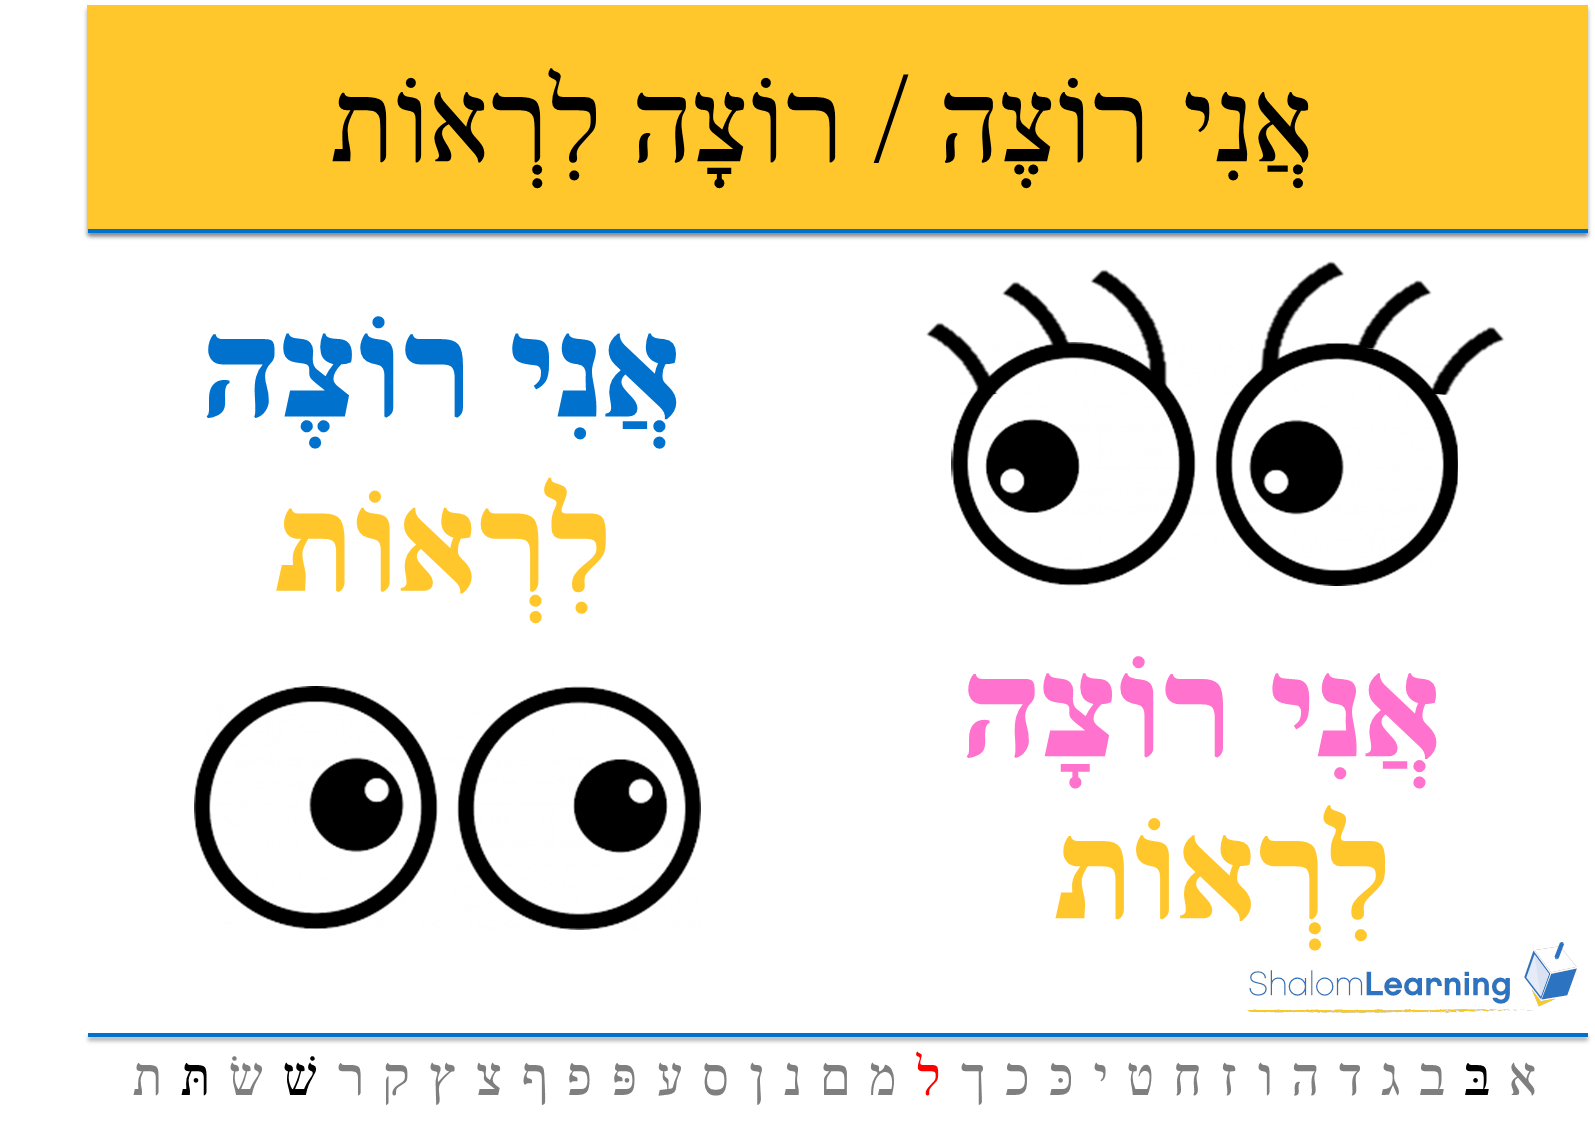 אֲנִי רוֹצֶה / רוֹצָה לִרְאוֹת
אֲנִי רוֹצֶה
לִרְאוֹת
אֲנִי רוֹצָה
לִרְאוֹת
ShalomLearning
א בּ ב ג ד ה ו ז ח ט י כּ כ ך ל מ ם נ ן ס ע פּ פ ף צ ץ ק ר שׁ שׂ תּ ת